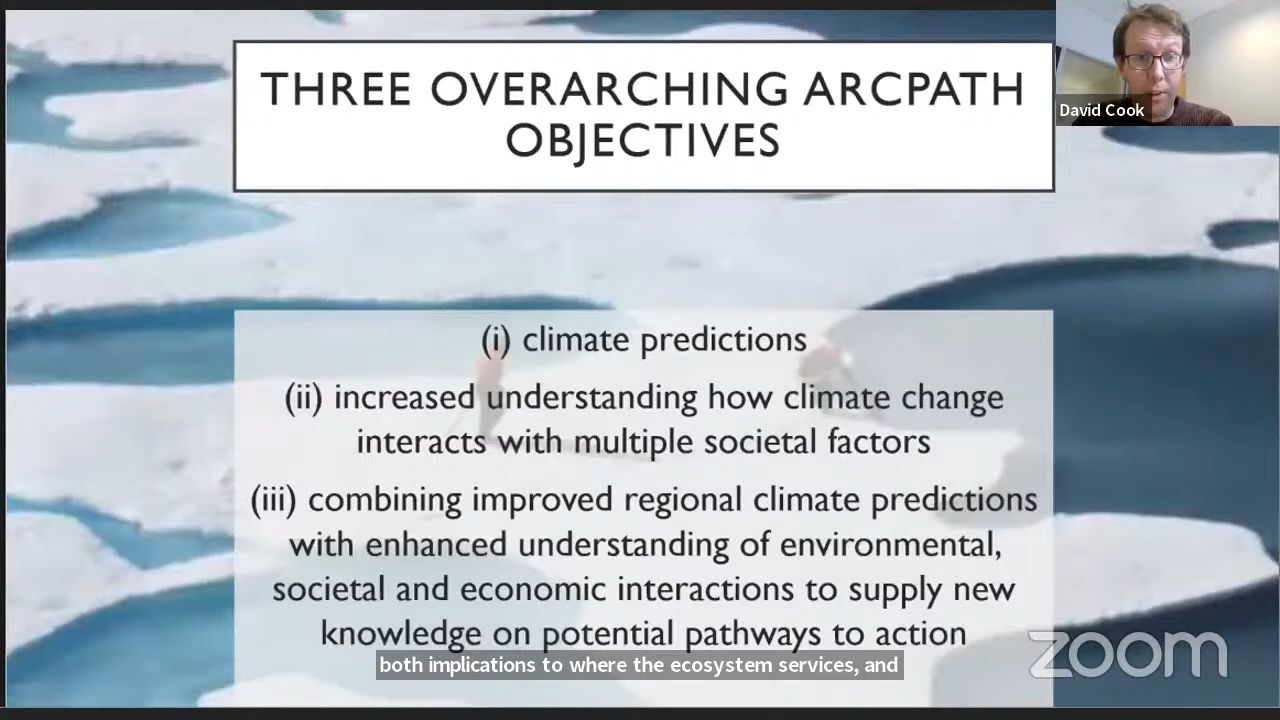 THREE OVERARCHING ARCPATH
OBJECTIVES
David Cook
(i) climate predictions
(ii) increased understanding how climate change
interacts with multiple societal factors
(iii) combining improved regional climate predictions
with enhanced understanding of environmental,
societal and economic interactions to supply new
knowledge on potential pathways to action
both implications to where the ecosystem services, and
zoom